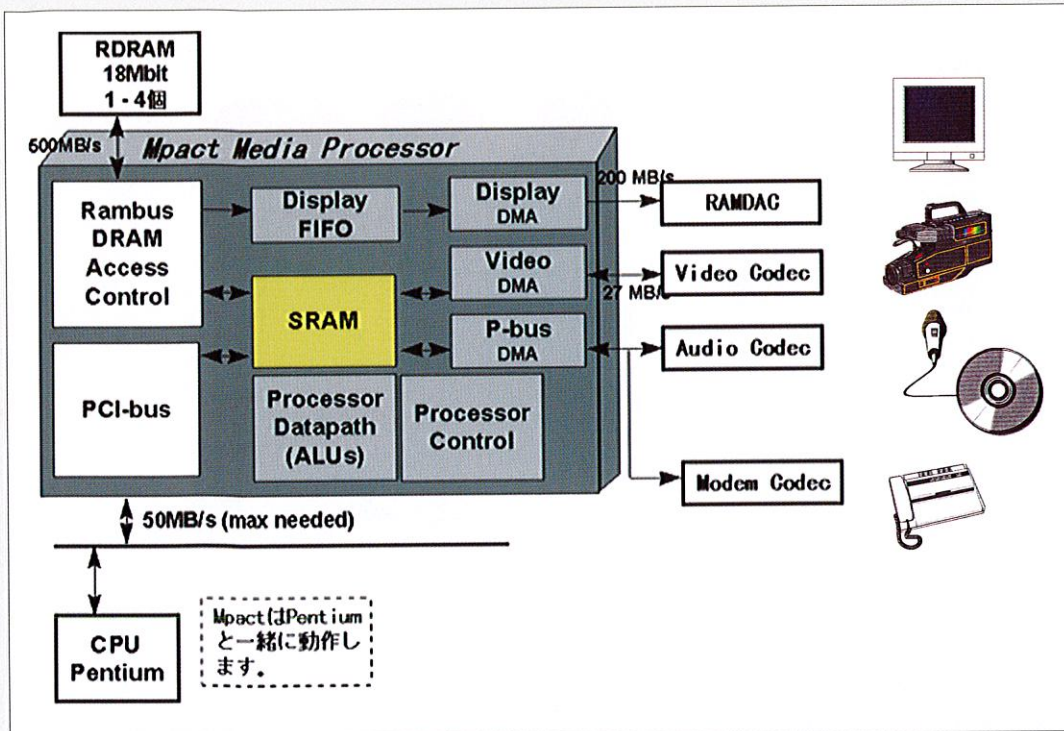 RDRAM
18Mbit
1 - 4個
500MB/s
Mpact Media Processor
Rambus
DRAM
Access
Control
Display
FIFO
Display
DMA
200 MB/s
RAMDAC
Video
DMA
27 MB/s
Video Codec
SRAM
P-bus
DMA
Audio Codec
PCI-bus
Processor
Datapath
(ALUs)
Processor
Control
Modem Codec
50MB/s (max needed)
CPU
Pentium
MpactはPentium
と一緒に動作し
ます。